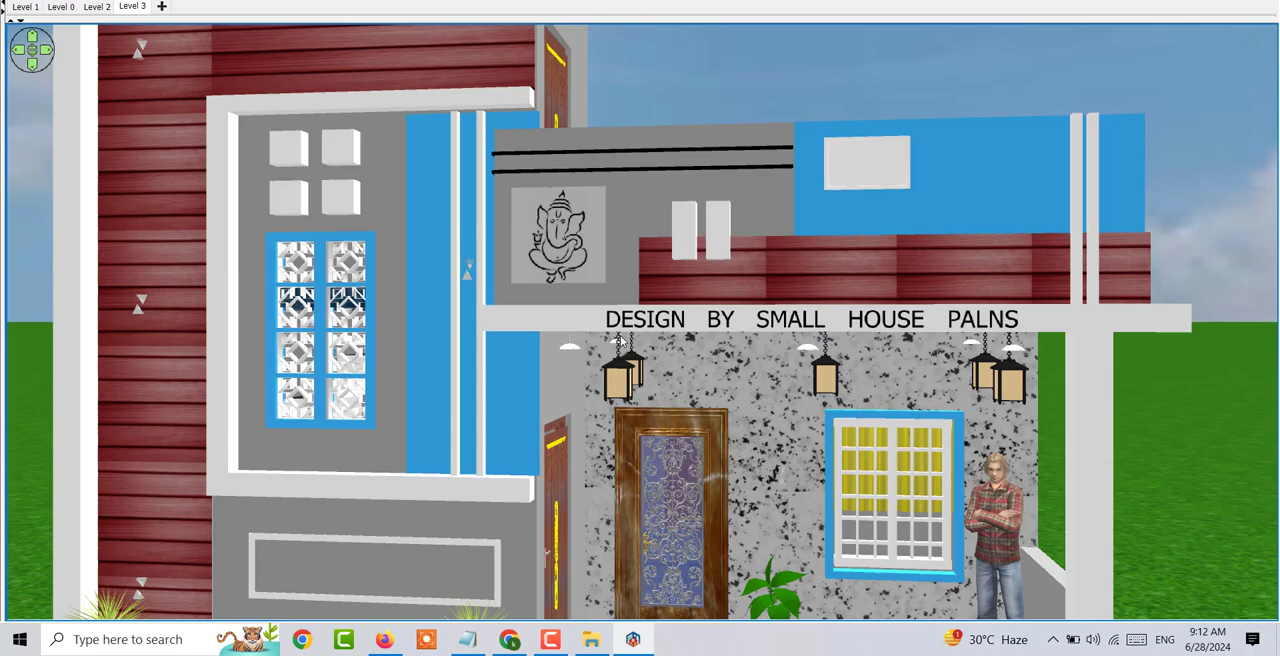 Level 1 Level 0 Level 2 Level 3
DESIGN BY SMALL HOUSE PALNS
Type here to search
30°C Haze
ENG
9:12 AM
6/28/2024
1